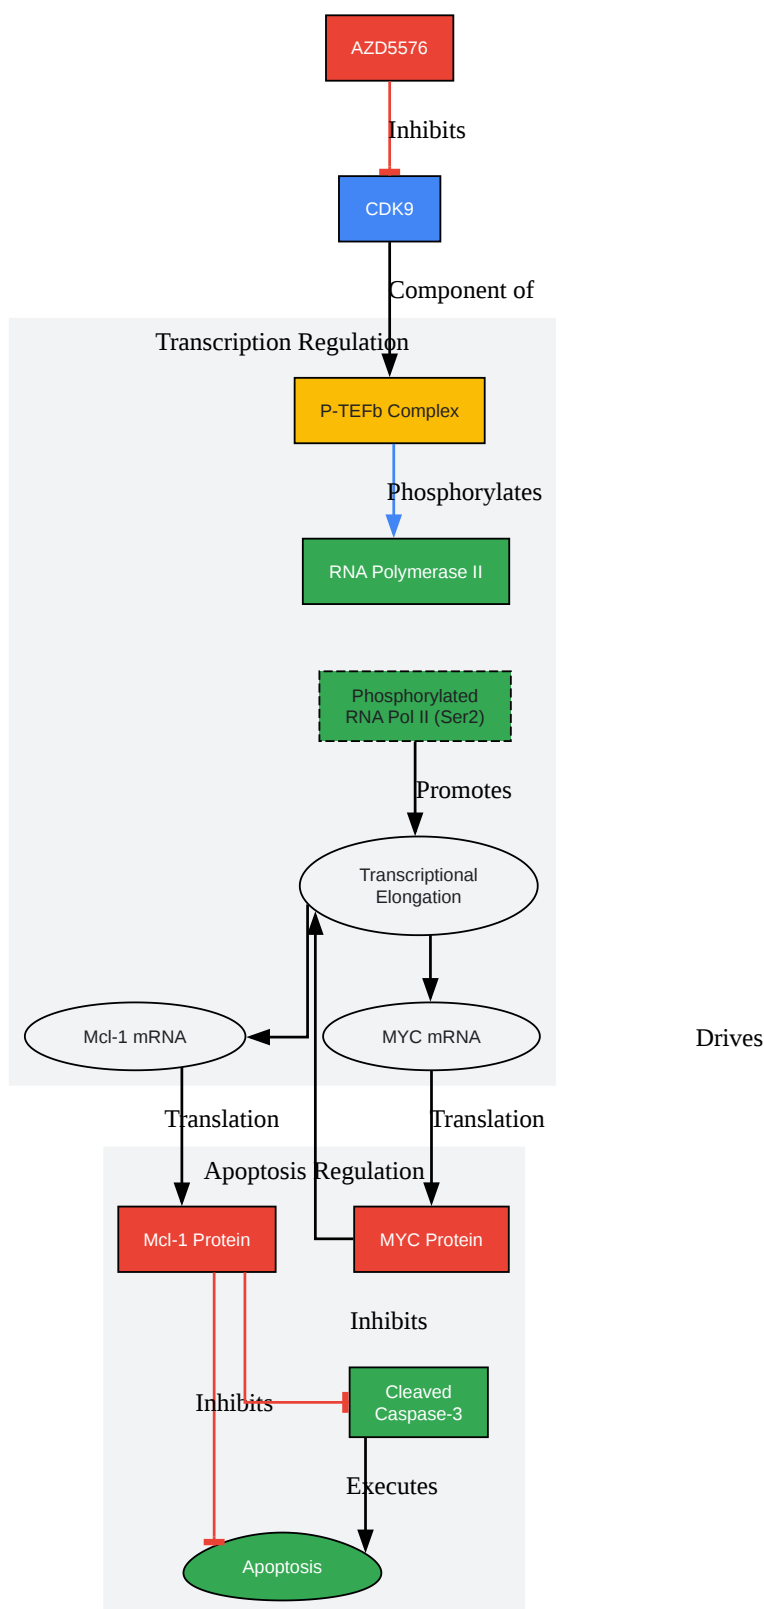 AZD5576
Inhibits
CDK9
Component of
Transcription Regulation
P-TEFb Complex
Phosphorylates
RNA Polymerase II
Phosphorylated
RNA Pol II (Ser2)
Promotes
Transcriptional
Elongation
Mcl-1 mRNA
MYC mRNA
Drives
Translation
Translation
Apoptosis Regulation
Mcl-1 Protein
MYC Protein
Inhibits
Cleaved
Caspase-3
Inhibits
Executes
Apoptosis